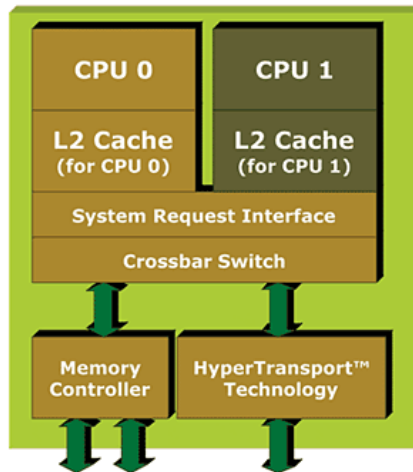 CPU 0
CPU 1
L2 Cache
(for CPU 0)
L2 Cache
(for CPU 1)
System Request Interface
Crossbar Switch
Memory
Controller
HyperTransport™
Technology